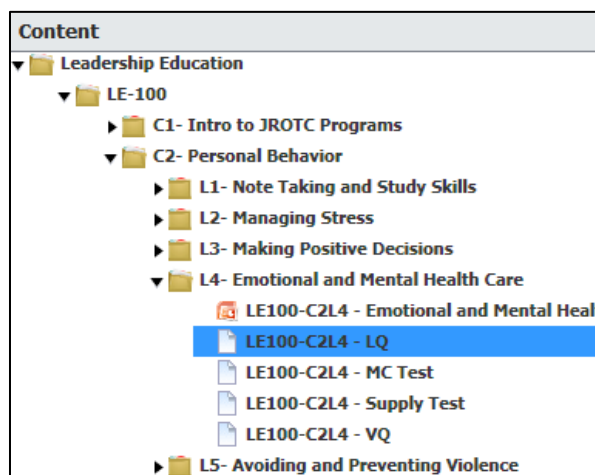 Content
Leadership Education
LE-100
C1- Intro to JROTC Programs
C2- Personal Behavior
L1- Note Taking and Study Skills
L2- Managing Stress
L3- Making Positive Decisions
L4- Emotional and Mental Health Care
LE100-C2L4 - Emotional and Mental Heal
LE100-C2L4 - LQ
LE100-C2L4 - MC Test
LE100-C2L4 - Supply Test
LE100-C2L4 - VQ
L5- Avoiding and Preventing Violence